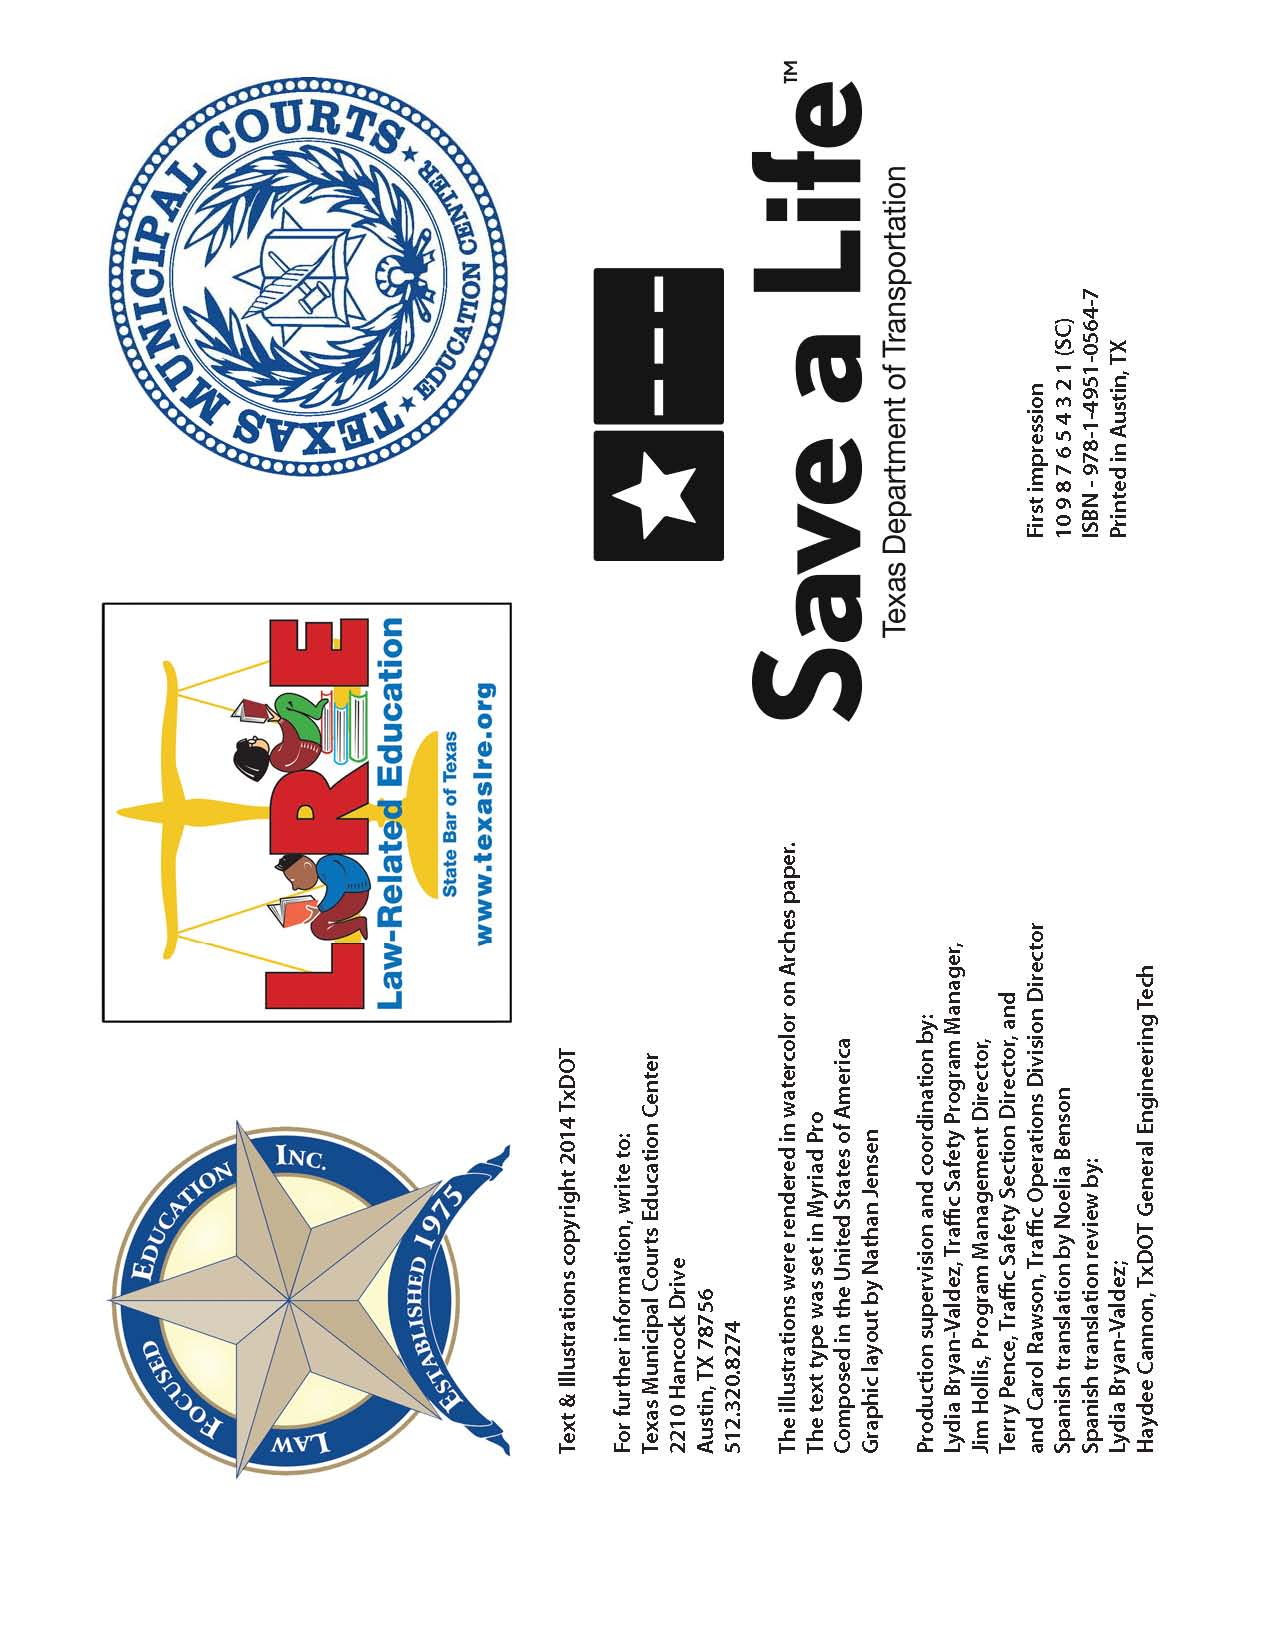 LAW FOCUSED EDUCATION INC.
ESTABLISHED 1975
LRE
Law-Related Education
State Bar of Texas
www.texaslre.org
TEXAS MUNICIPAL COURTS
★ EDUCATION CENTER ★
Text & Illustrations copyright 2014 TxDOT
For further information, write to:
Texas Municipal Courts Education Center
2210 Hancock Drive
Austin, TX 78756
512.320.8274
The illustrations were rendered in watercolor on Arches paper.
The text type was set in Myriad Pro
Composed in the United States of America
Graphic layout by Nathan Jensen
Production supervision and coordination by:
Lydia Bryan-Valdez, Traffic Safety Program Manager,
Jim Hollis, Program Management Director,
Terry Pence, Traffic Safety Section Director, and
and Carol Rawson, Traffic Operations Division Director
Spanish translation by Noelia Benson
Spanish translation review by:
Lydia Bryan-Valdez;
Haydee Cannon, TxDOT General Engineering Tech
Save a Life™
Texas Department of Transportation
First impression
10 9 8 7 6 5 4 3 2 1 (SC)
ISBN - 978-1-4951-0564-7
Printed in Austin, TX